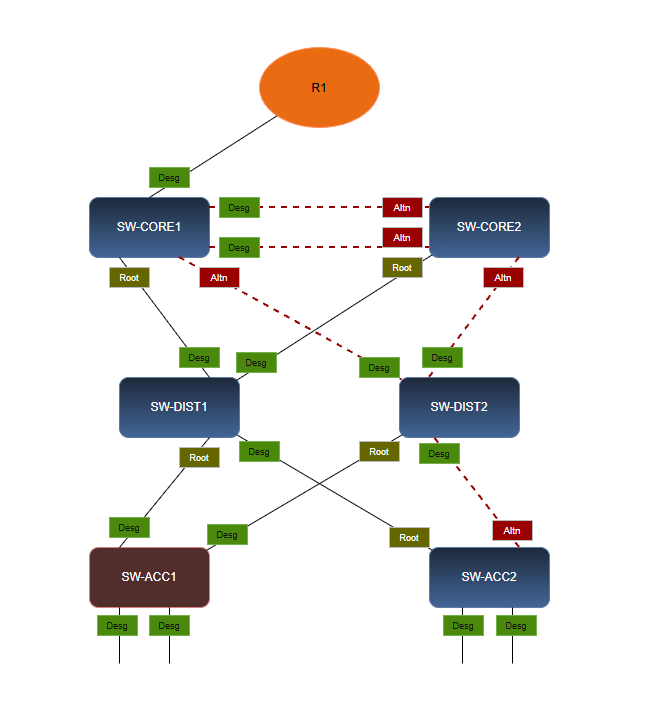 R1
Desg
Desg
Altn
SW-CORE1
SW-CORE2
Desg
Altn
Root
Altn
Root
Altn
Desg
Desg
Desg
Desg
SW-DIST1
SW-DIST2
Root
Desg
Root
Desg
Desg
Desg
Root
Altn
SW-ACC1
SW-ACC2
Desg
Desg
Desg
Desg